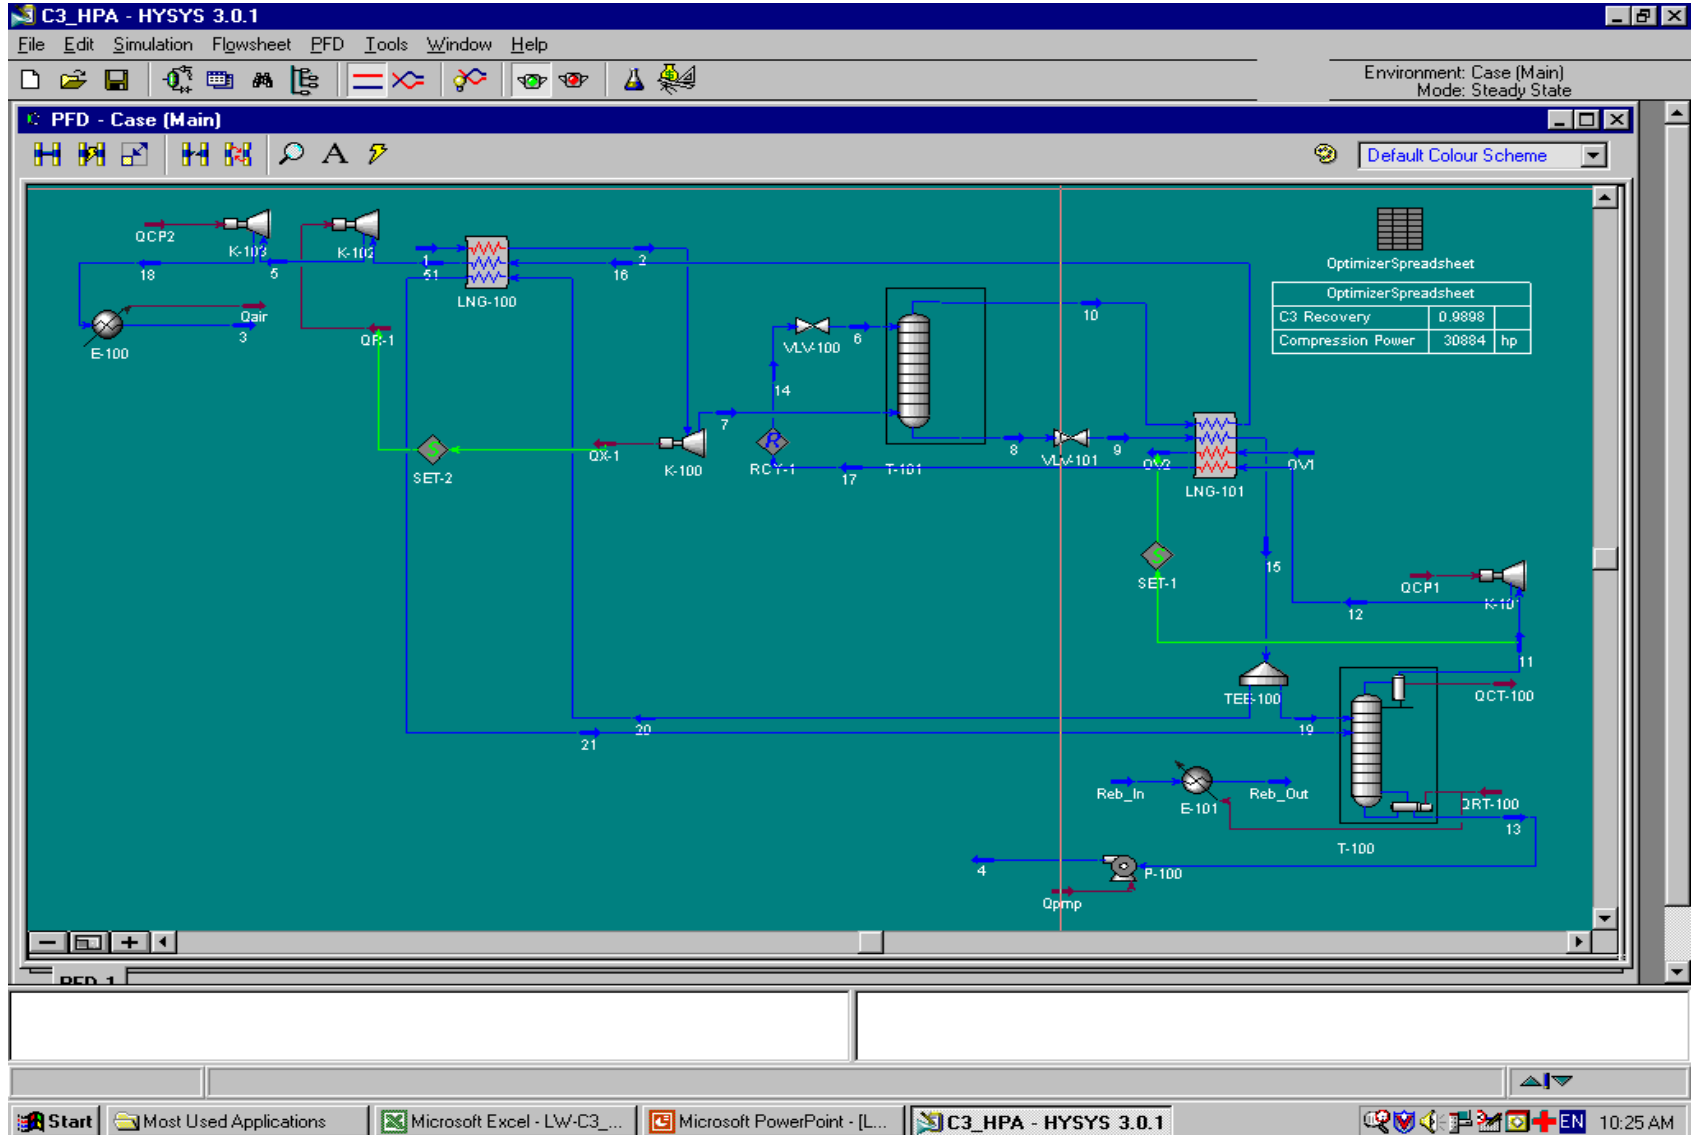 C3_HPA - HYSYS 3.0.1
File Edit Simulation Flowsheet PFD Tools Window Help
Environment: Case (Main)
Mode: Steady State
PFD - Case (Main)
A
Default Colour Scheme
QCP2
K-103
K-102
18
5
1
51
16
2
LNG-100
Qair
3
E-100
QR-1
VLV-100
6
10
14
7
OptimizerSpreadsheet
OptimizerSpreadsheet
C3 Recovery 0.9898
Compression Power 30884 hp
SET-2
QX-1
K-100
R
RCY-1
17
T-101
8
VLV-101
9
QV2
QV1
LNG-101
S
S
SET-1
15
QCP1
K-101
12
11
TEE-100
QCT-100
20
21
19
Reb_In
E-101
Reb_Out
QRT-100
13
T-100
4
P-100
Qpmp
PFD 1
Start Most Used Applications Microsoft Excel - LW-C3_... Microsoft PowerPoint - [L... C3_HPA - HYSYS 3.0.1 EN 10:25 AM